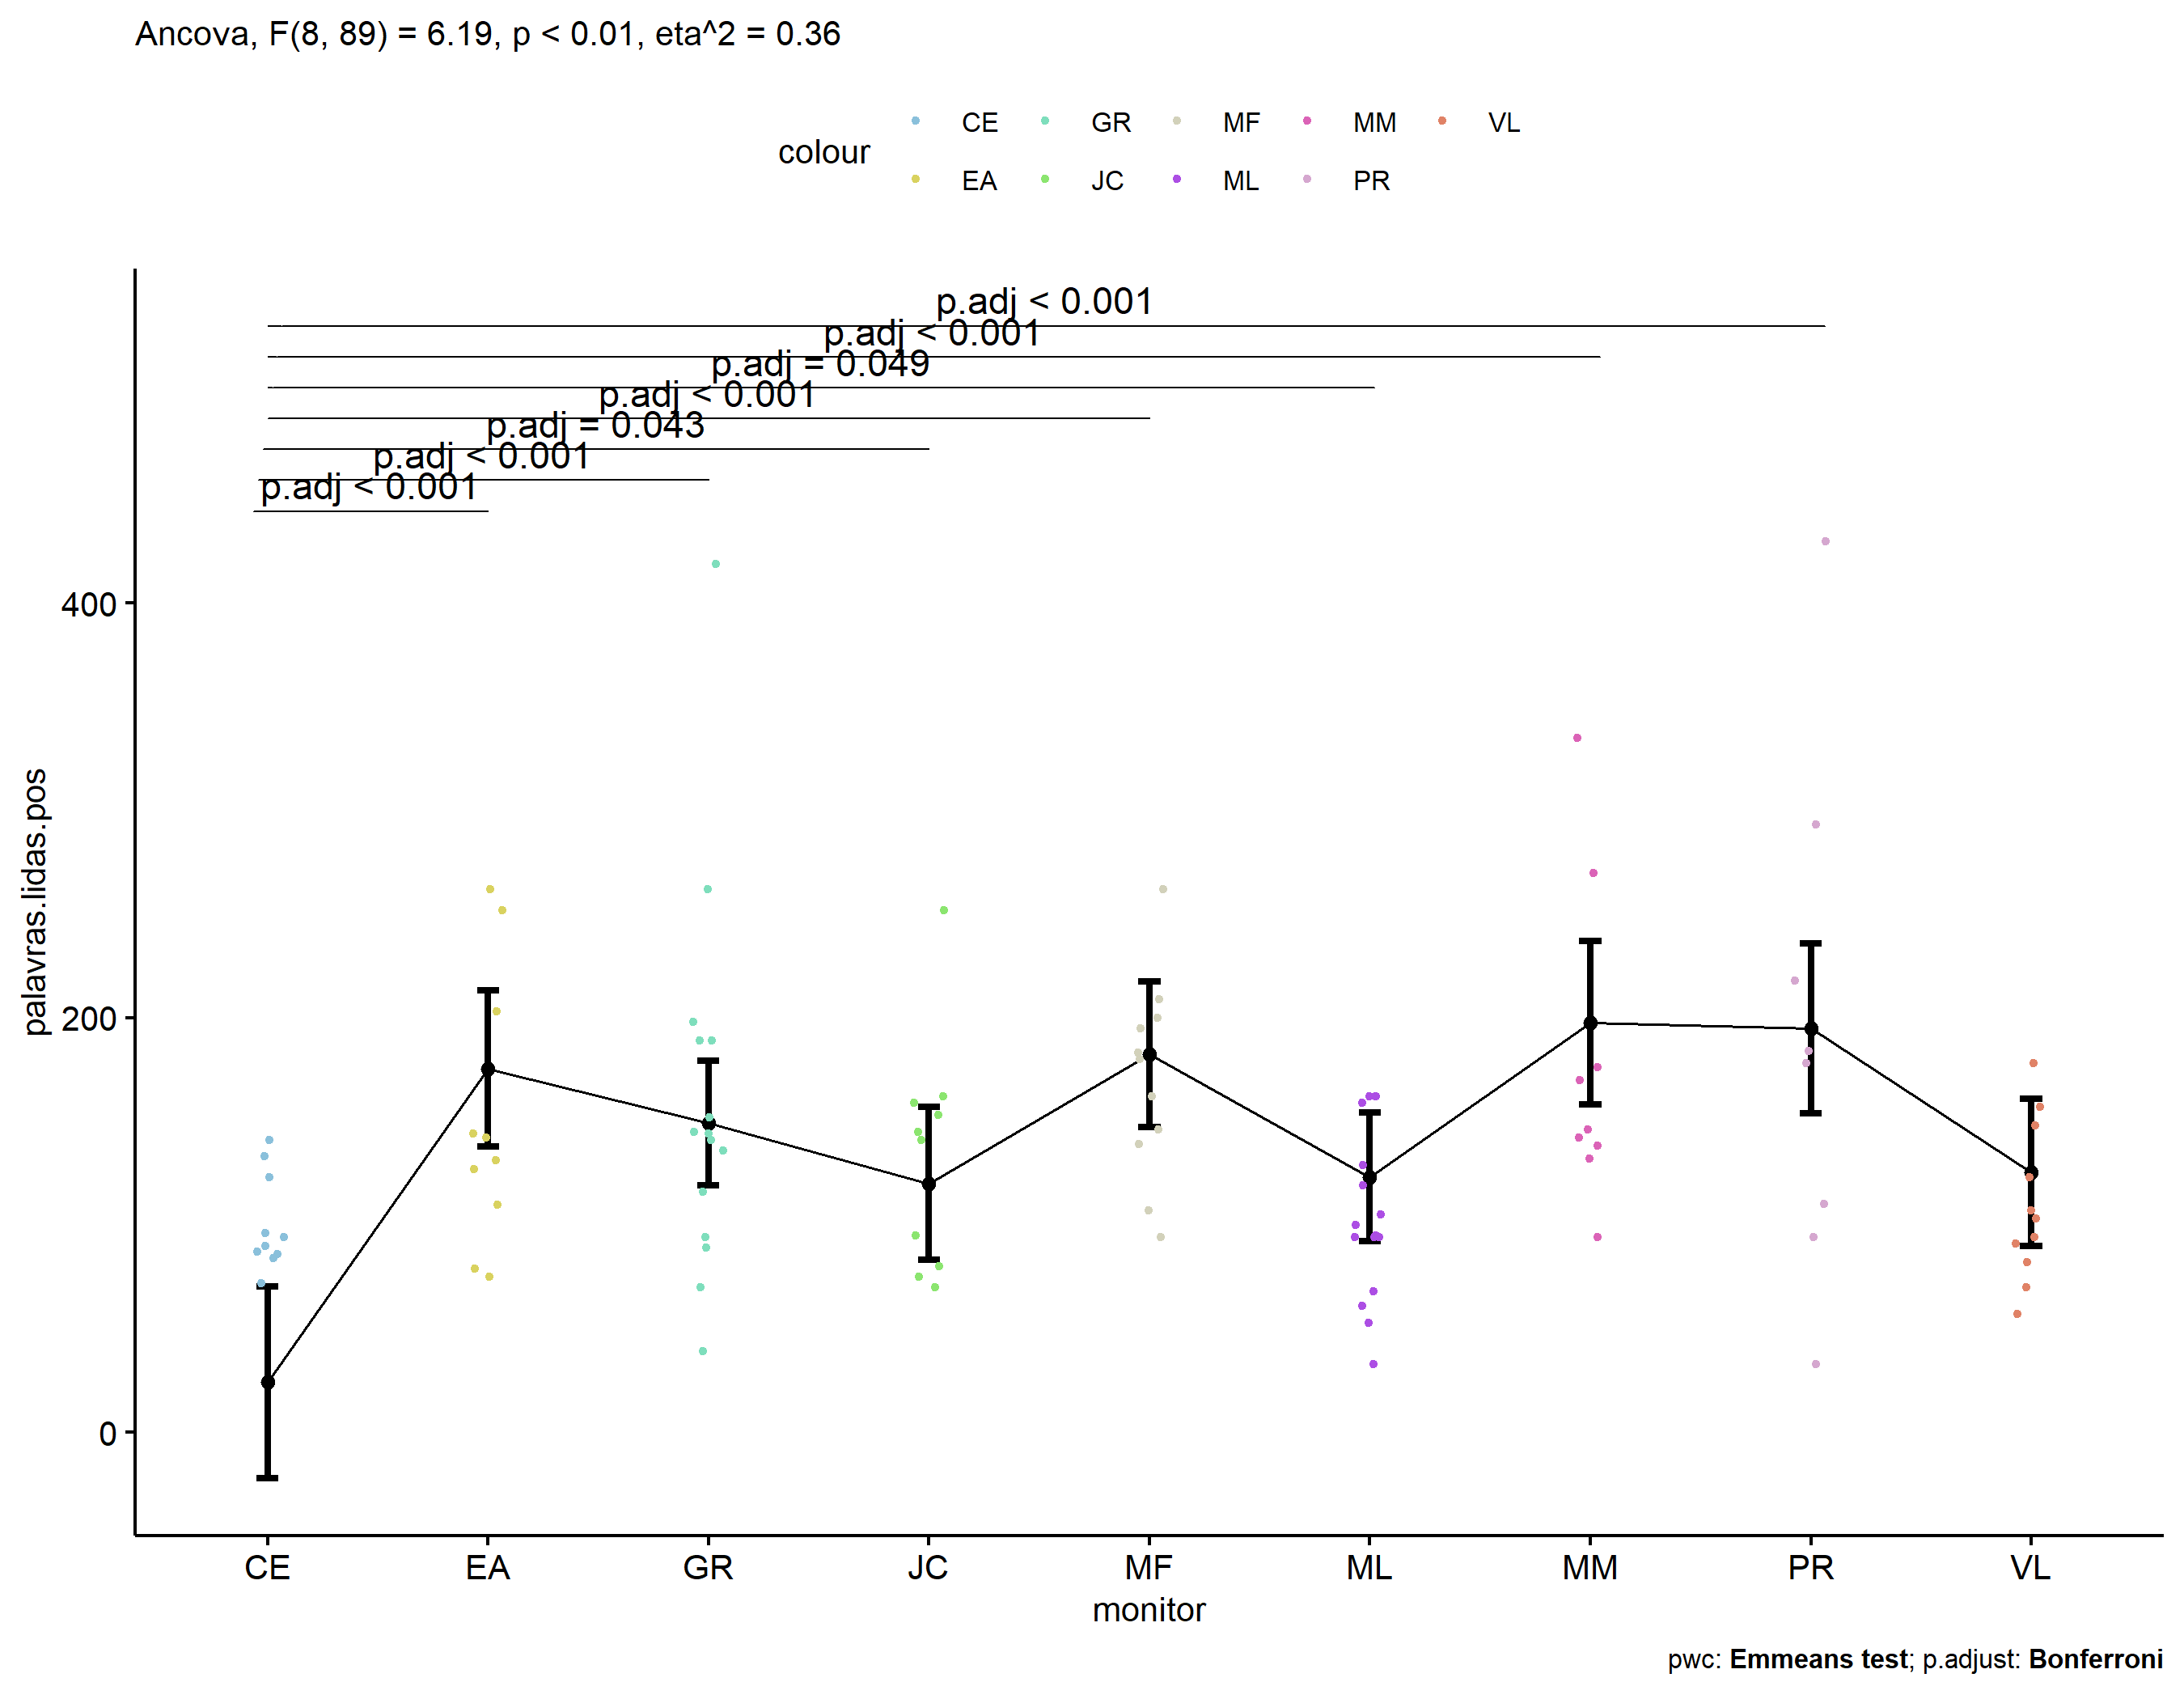 Ancova, F(8, 89) = 6.19, p < 0.01, eta^2 = 0.36
colour
CE GR MF MM VL
EA JC ML PR
p.adj < 0.001
p.adj < 0.001
p.adj = 0.049
p.adj < 0.001
p.adj = 0.043
p.adj < 0.001
p.adj < 0.001
palavras.lidas.pos
400
200
0
CE EA GR JC MF ML MM PR VL
monitor
pwc: Emmeans test; p.adjust: Bonferroni